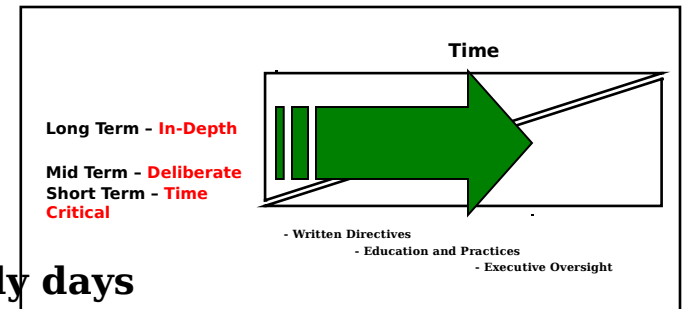 Time
Long Term – In-Depth
Mid Term – Deliberate
Short Term – Time
Critical
- Written Directives
- Education and Practices
- Executive Oversight
days